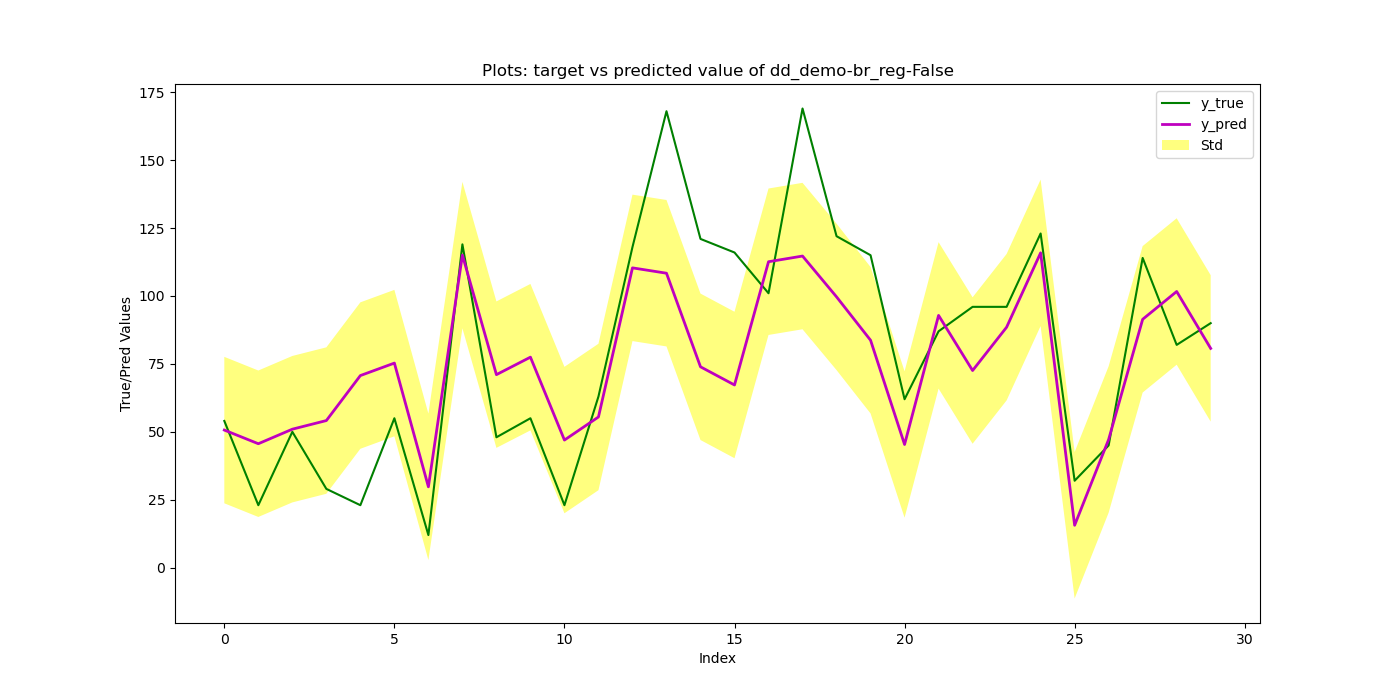 Plots: target vs predicted value of dd_demo-br_reg-False
y_true
y_pred
Std
True/Pred Values
175
150
125
100
75
50
25
0
0 5 10 15 20 25 30
Index